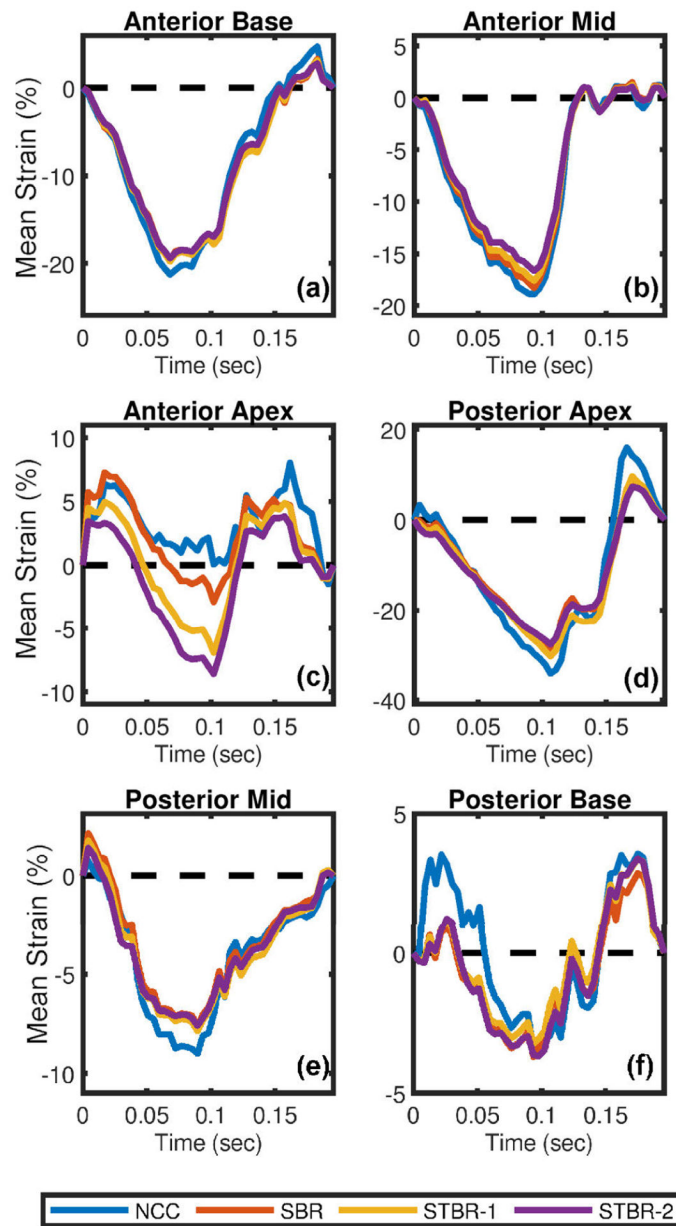 Anterior Base Anterior Mid
Mean Strain (%)
0
-10
-20
(a)
0 0.05 0.1 0.15
Time (sec)
5
0
-5
-10
-15
-20
(b)
0 0.05 0.1 0.15
Time (sec)
Anterior Apex Posterior Apex
Mean Strain (%)
10
5
0
-5
-10
(c)
0 0.05 0.1 0.15
Time (sec)
20
0
-20
-40
(d)
0 0.05 0.1 0.15
Time (sec)
Posterior Mid Posterior Base
Mean Strain (%)
0
-5
-10
(e)
0 0.05 0.1 0.15
Time (sec)
5
0
-5
(f)
0 0.05 0.1 0.15
Time (sec)
NCC SBR STBR-1 STBR-2